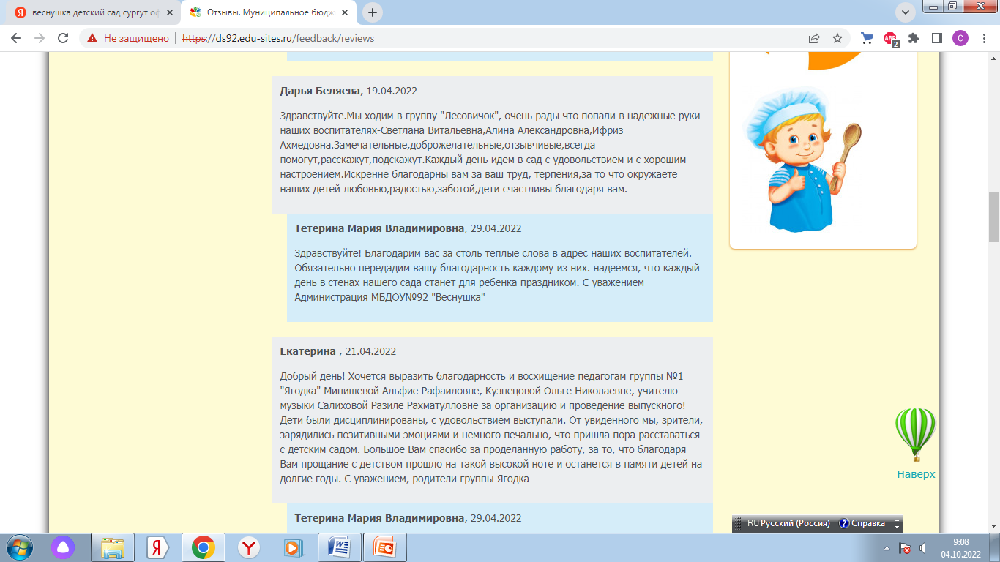 веснушка детский сад сургут оф
Отзывы. Муниципальное бюдж
Не защищено
https://ds92.edu-sites.ru/feedback/reviews
ABP
2
C
Дарья Беляева, 19.04.2022
Здравствуйте.Мы ходим в группу "Лесовичок", очень рады что попали в надежные руки
наших воспитателях-Светлана Витальевна,Алина Александровна,Ифриз
Ахмедовна.Замечательные,доброжелательные,отзывчивые,всегда
помогут,расскажут,подскажут.Каждый день идем в сад с удовольствием и с хорошим
настроением.Искренне благодарны вам за ваш труд, терпения,за то что окружаете
наших детей любовью,радостью,заботой,дети счастливы благодаря вам.
Тетерина Мария Владимировна, 29.04.2022
Здравствуйте! Благодарим вас за столь теплые слова в адрес наших воспитателей.
Обязательно передадим вашу благодарность каждому из них. надеемся, что каждый
день в стенах нашего сада станет для ребенка праздником. С уважением
Администрация МБДОУ№92 "Веснушка"
Екатерина , 21.04.2022
Добрый день! Хочется выразить благодарность и восхищение педагогам группы №1
"Ягодка" Минишевой Альфие Рафаиловне, Кузнецовой Ольге Николаевне, учителю
музыки Салиховой Разиле Рахматулловне за организацию и проведение выпускного!
Дети были дисциплинированы, с удовольствием выступали. От увиденного мы, зрители,
зарядились позитивными эмоциями и немного печально, что пришла пора расставаться
с детским садом. Большое Вам спасибо за проделанную работу, за то, что благодаря
Вам прощание с детством прошло на такой высокой ноте и останется в памяти детей на
долгие годы. С уважением, родители группы Ягодка
Тетерина Мария Владимировна, 29.04.2022
Наверх
RU Русский (Россия) Справка
9:08
04.10.2022